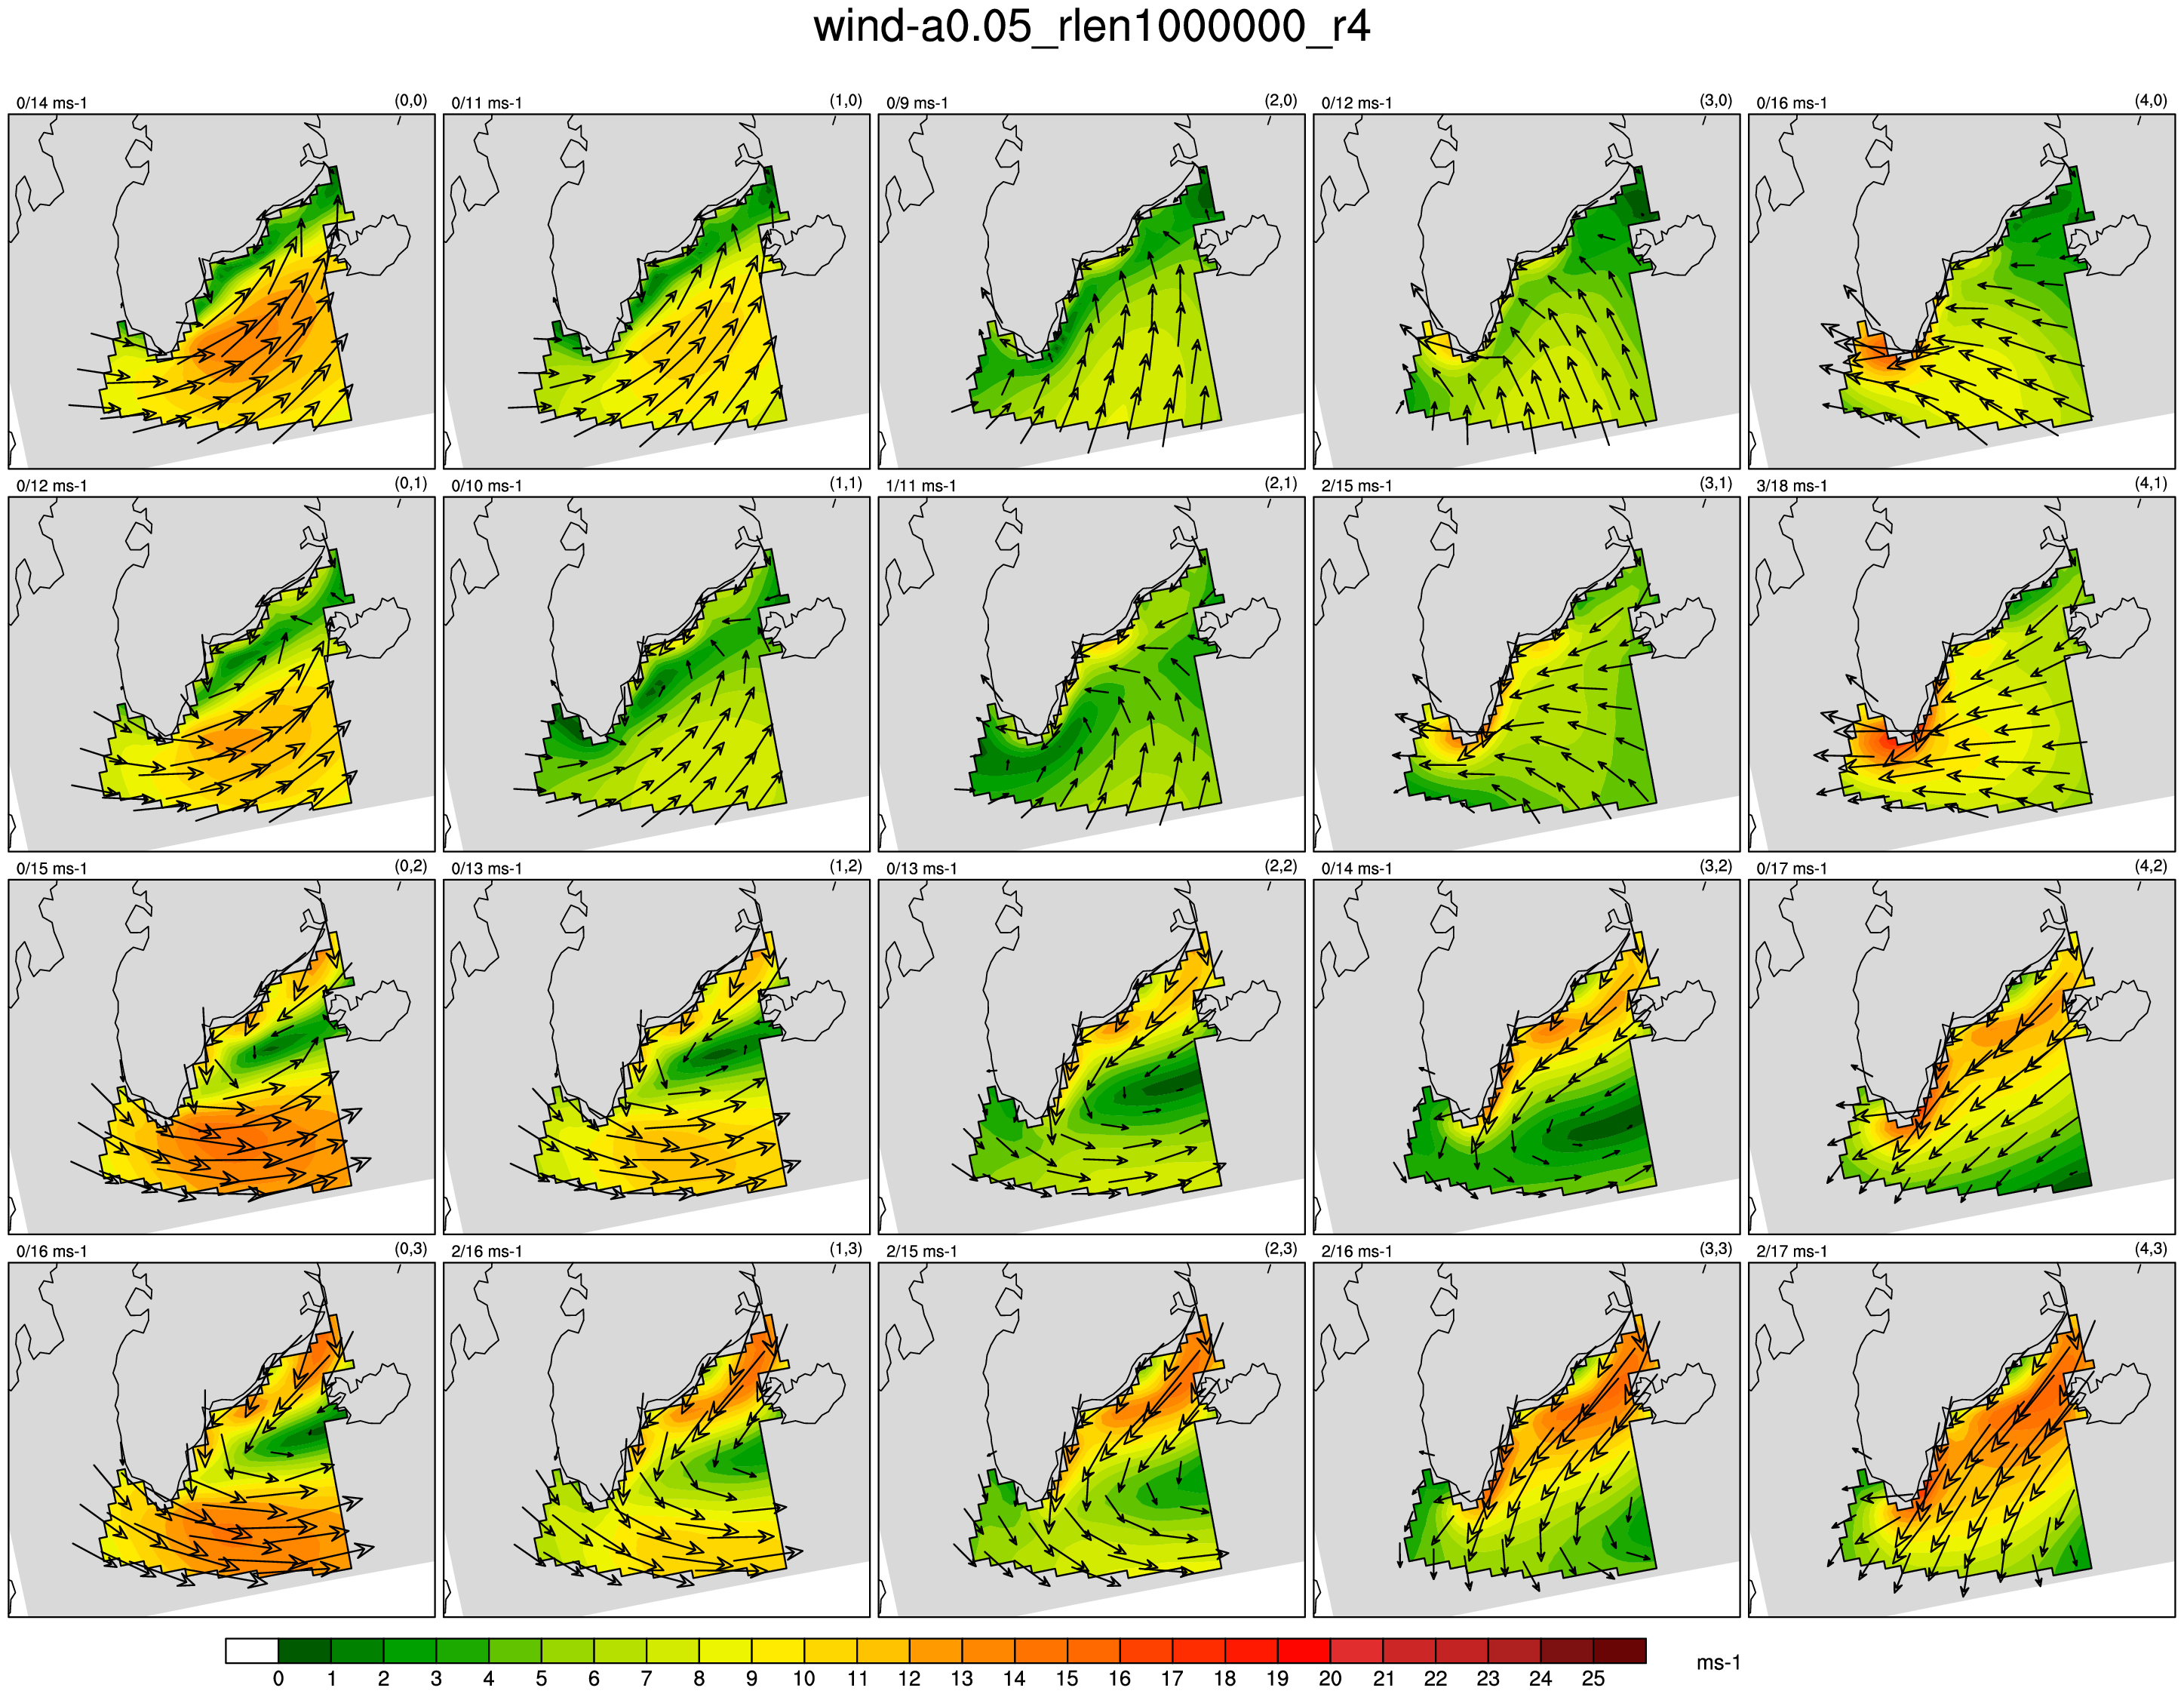 wind-a0.05_rlen1000000_r4
0/14 ms-1 (0,0) 0/11 ms-1 (1,0) 0/9 ms-1 (2,0) 0/12 ms-1 (3,0) 0/16 ms-1 (4,0)
0/12 ms-1 (0,1) 0/10 ms-1 (1,1) 1/11 ms-1 (2,1) 2/15 ms-1 (3,1) 3/18 ms-1 (4,1)
0/15 ms-1 (0,2) 0/13 ms-1 (1,2) 0/13 ms-1 (2,2) 0/14 ms-1 (3,2) 0/17 ms-1 (4,2)
0/16 ms-1 (0,3) 2/16 ms-1 (1,3) 2/15 ms-1 (2,3) 2/16 ms-1 (3,3) 2/17 ms-1 (4,3)
0 1 2 3 4 5 6 7 8 9 10 11 12 13 14 15 16 17 18 19 20 21 22 23 24 25 ms-1